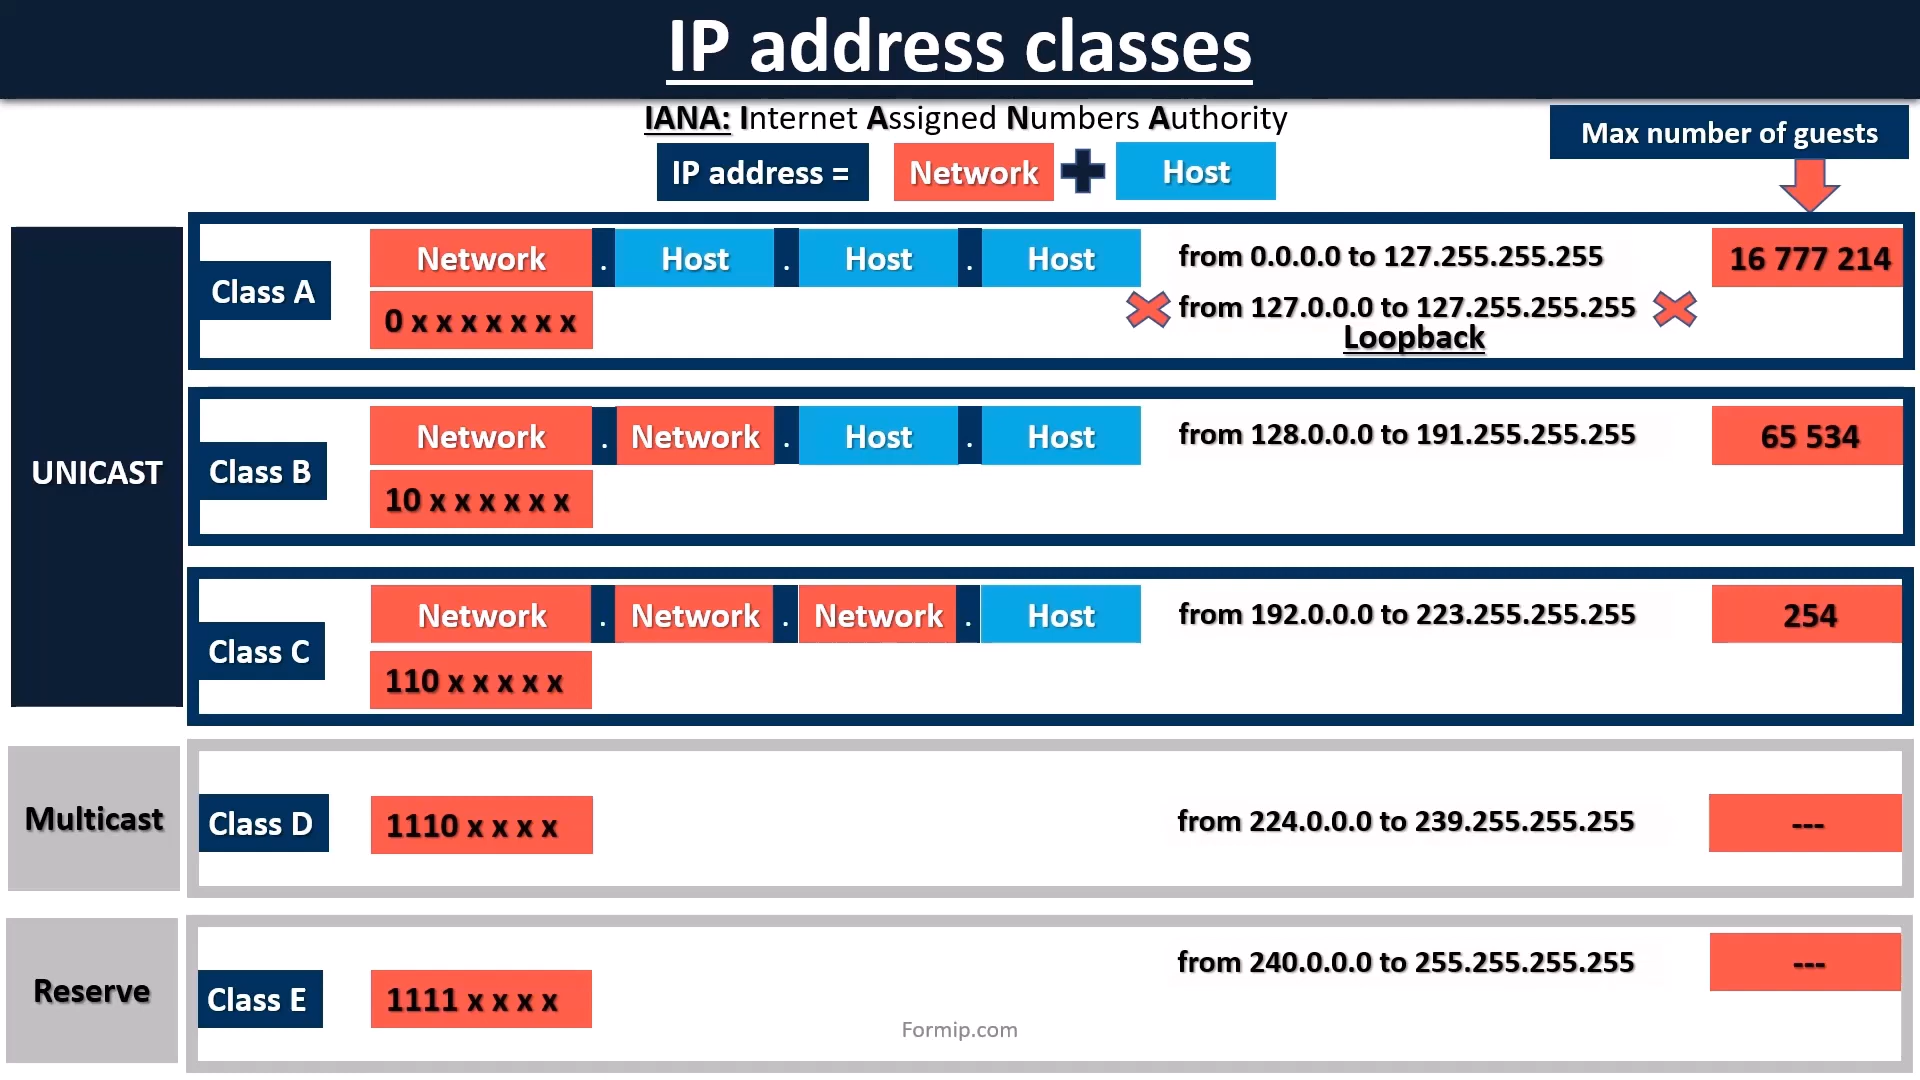 IP address classes
IANA: Internet Assigned Numbers Authority
Max number of guests
IP address = Network Host
UNICAST
Class A
Network . Host . Host . Host
0 x x x x x x x
from 0.0.0.0 to 127.255.255.255
16 777 214
from 127.0.0.0 to 127.255.255.255
Loopback
Class B
Network . Network . Host . Host
10 x x x x x x
from 128.0.0.0 to 191.255.255.255
65 534
Class C
Network . Network . Network . Host
110 x x x x x
from 192.0.0.0 to 223.255.255.255
254
Multicast
Class D
1110 x x x x
from 224.0.0.0 to 239.255.255.255
---
Reserve
Class E
1111 x x x x
from 240.0.0.0 to 255.255.255.255
---
Formip.com